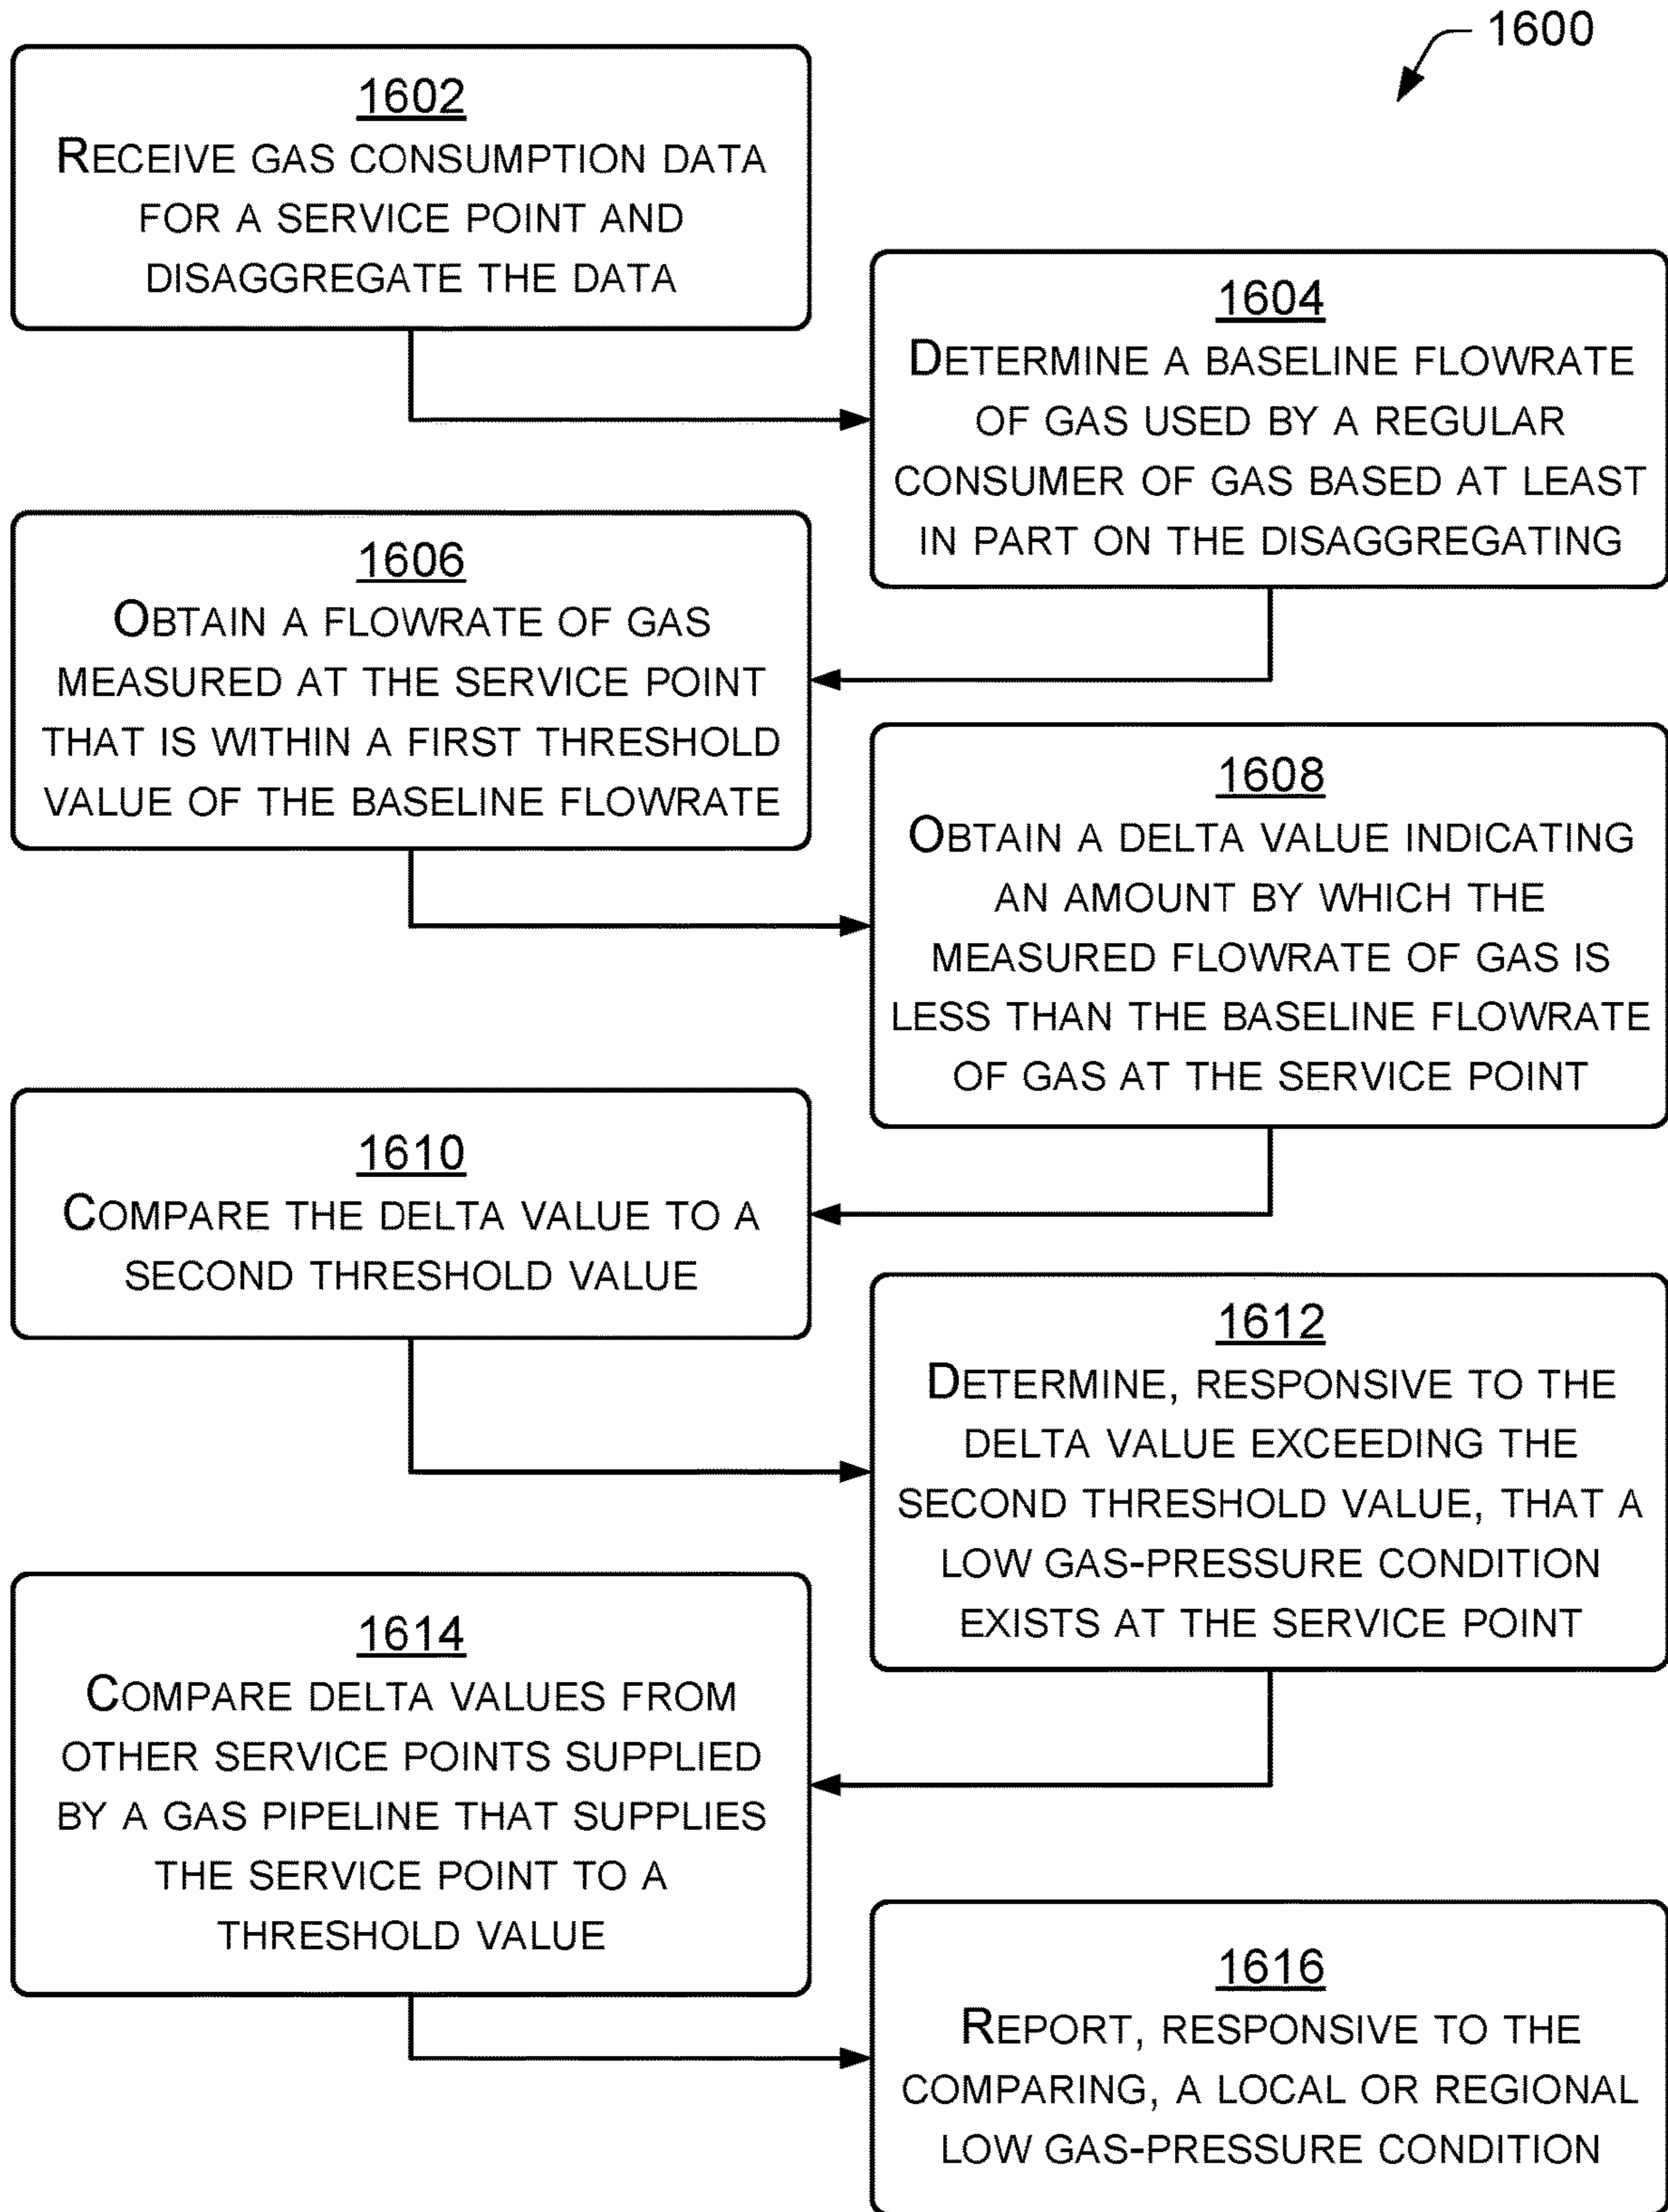 1600
1602
RECEIVE GAS CONSUMPTION DATA
FOR A SERVICE POINT AND
DISAGGREGATE THE DATA
1604
DETERMINE A BASELINE FLOWRATE
OF GAS USED BY A REGULAR
CONSUMER OF GAS BASED AT LEAST
IN PART ON THE DISAGGREGATING
1606
OBTAIN A FLOWRATE OF GAS
MEASURED AT THE SERVICE POINT
THAT IS WITHIN A FIRST THRESHOLD
VALUE OF THE BASELINE FLOWRATE
1608
OBTAIN A DELTA VALUE INDICATING
AN AMOUNT BY WHICH THE
MEASURED FLOWRATE OF GAS IS
LESS THAN THE BASELINE FLOWRATE
OF GAS AT THE SERVICE POINT
1610
COMPARE THE DELTA VALUE TO A
SECOND THRESHOLD VALUE
1612
DETERMINE, RESPONSIVE TO THE
DELTA VALUE EXCEEDING THE
SECOND THRESHOLD VALUE, THAT A
LOW GAS-PRESSURE CONDITION
EXISTS AT THE SERVICE POINT
1614
COMPARE DELTA VALUES FROM
OTHER SERVICE POINTS SUPPLIED
BY A GAS PIPELINE THAT SUPPLIES
THE SERVICE POINT TO A
THRESHOLD VALUE
1616
REPORT, RESPONSIVE TO THE
COMPARING, A LOCAL OR REGIONAL
LOW GAS-PRESSURE CONDITION